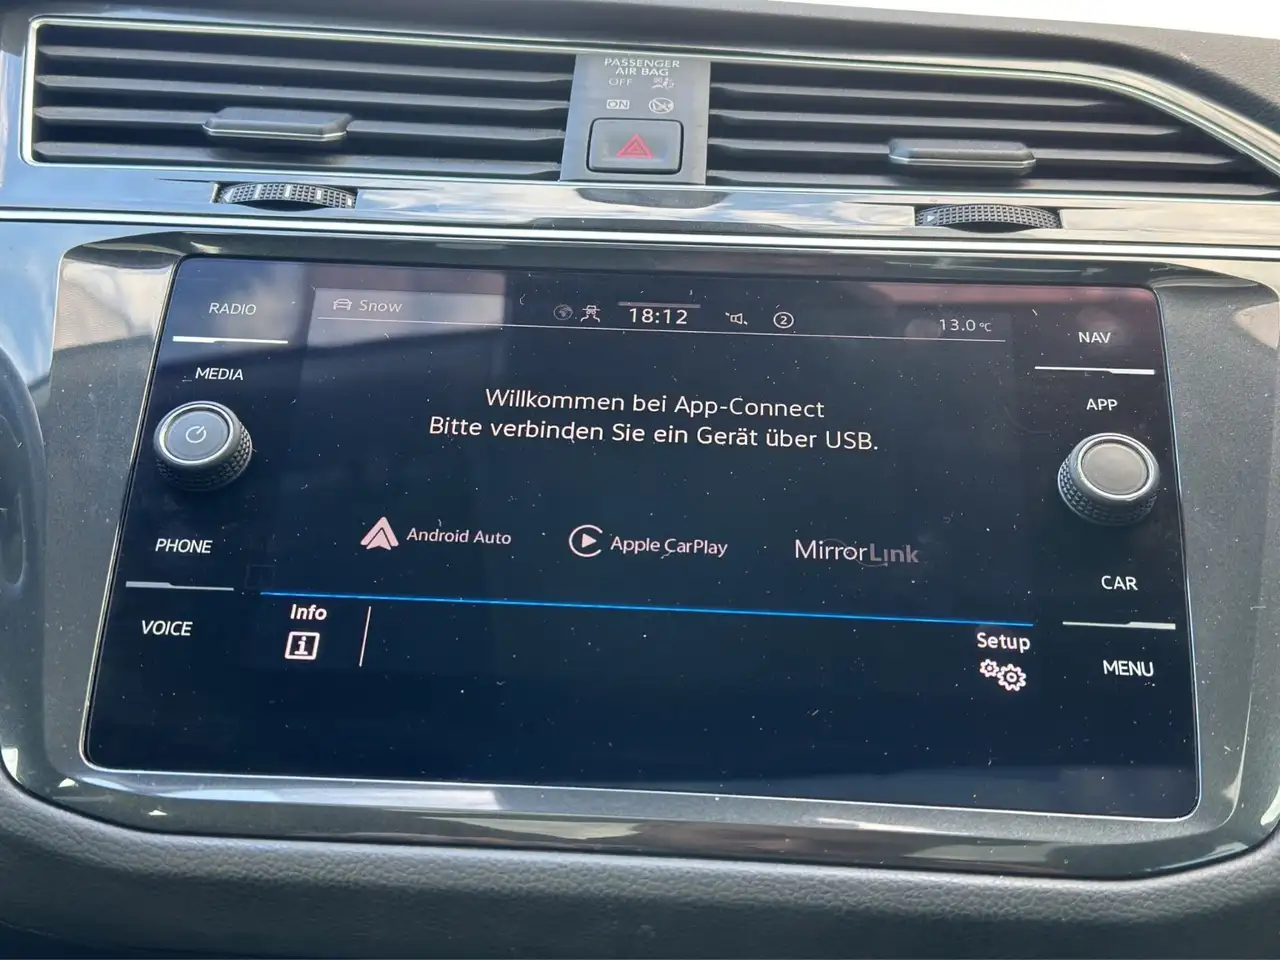 PASSENGER
AIR BAG
OFF
ON
RADIO
MEDIA
PHONE
VOICE
Snow
18:12
2
13.0°C
Willkommen bei App-Connect
Bitte verbinden Sie ein Gerät über USB.
Android Auto
Apple CarPlay
MirrorLink
Info
i
Setup
NAV
APP
CAR
MENU